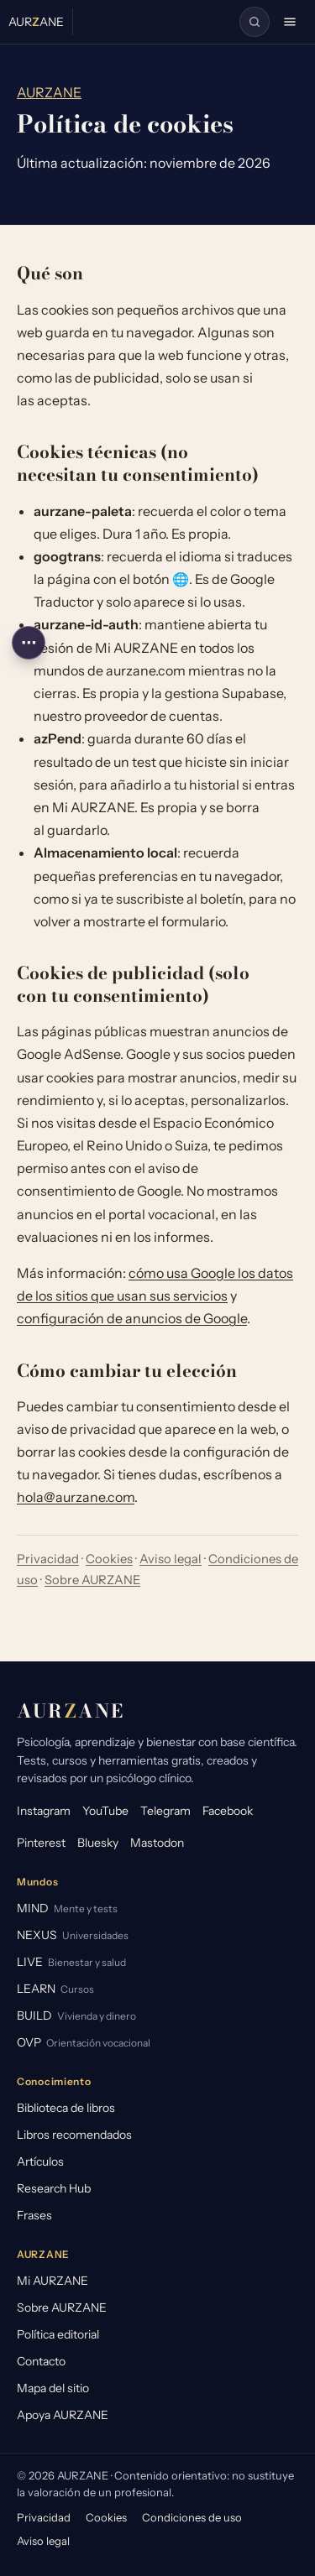 AURZANE
AURZANE
Política de cookies
Última actualización: noviembre de 2026
Qué son
Las cookies son pequeños archivos que una
web guarda en tu navegador. Algunas son
necesarias para que la web funcione y otras,
como las de publicidad, solo se usan si
las aceptas.
Cookies técnicas (no
necesitan tu consentimiento)
• aurzane-paleta: recuerda el color o tema
que eliges. Dura 1 año. Es propia.
• googtrans: recuerda el idioma si traduces
la página con el botón 🌐. Es de Google
Traductor y solo aparece si lo usas.
• aurzane-id-auth: mantiene abierta tu
sesión de Mi AURZANE en todos los
mundos de aurzane.com mientras no la
cierras. Es propia y la gestiona Supabase,
nuestro proveedor de cuentas.
• azPend: guarda durante 60 días el
resultado de un test que hiciste sin iniciar
sesión, para añadirlo a tu historial si entras
en Mi AURZANE. Es propia y se borra
al guardarlo.
• Almacenamiento local: recuerda
pequeñas preferencias en tu navegador,
como si ya te suscribiste al boletín, para no
volver a mostrarte el formulario.
Cookies de publicidad (solo
con tu consentimiento)
Las páginas públicas muestran anuncios de
Google AdSense. Google y sus socios pueden
usar cookies para mostrar anuncios, medir su
rendimiento y, si lo aceptas, personalizarlos.
Si nos visitas desde el Espacio Económico
Europeo, el Reino Unido o Suiza, te pedimos
permiso antes con el aviso de
consentimiento de Google. No mostramos
anuncios en el portal vocacional, en las
evaluaciones ni en los informes.
Más información: cómo usa Google los datos
de los sitios que usan sus servicios y
configuración de anuncios de Google.
Cómo cambiar tu elección
Puedes cambiar tu consentimiento desde el
aviso de privacidad que aparece en la web, o
borrar las cookies desde la configuración de
tu navegador. Si tienes dudas, escríbenos a
hola@aurzane.com.
Privacidad · Cookies · Aviso legal · Condiciones de
uso · Sobre AURZANE
AURZANE
Psicología, aprendizaje y bienestar con base científica.
Tests, cursos y herramientas gratis, creados y
revisados por un psicólogo clínico.
Instagram YouTube Telegram Facebook
Pinterest Bluesky Mastodon
Mundos
MIND Mente y tests
NEXUS Universidades
LIVE Bienestar y salud
LEARN Cursos
BUILD Vivienda y dinero
OVP Orientación vocacional
Conocimiento
Biblioteca de libros
Libros recomendados
Artículos
Research Hub
Frases
AURZANE
Mi AURZANE
Sobre AURZANE
Política editorial
Contacto
Mapa del sitio
Apoya AURZANE
© 2026 AURZANE · Contenido orientativo: no sustituye
la valoración de un profesional.
Privacidad Cookies Condiciones de uso
Aviso legal